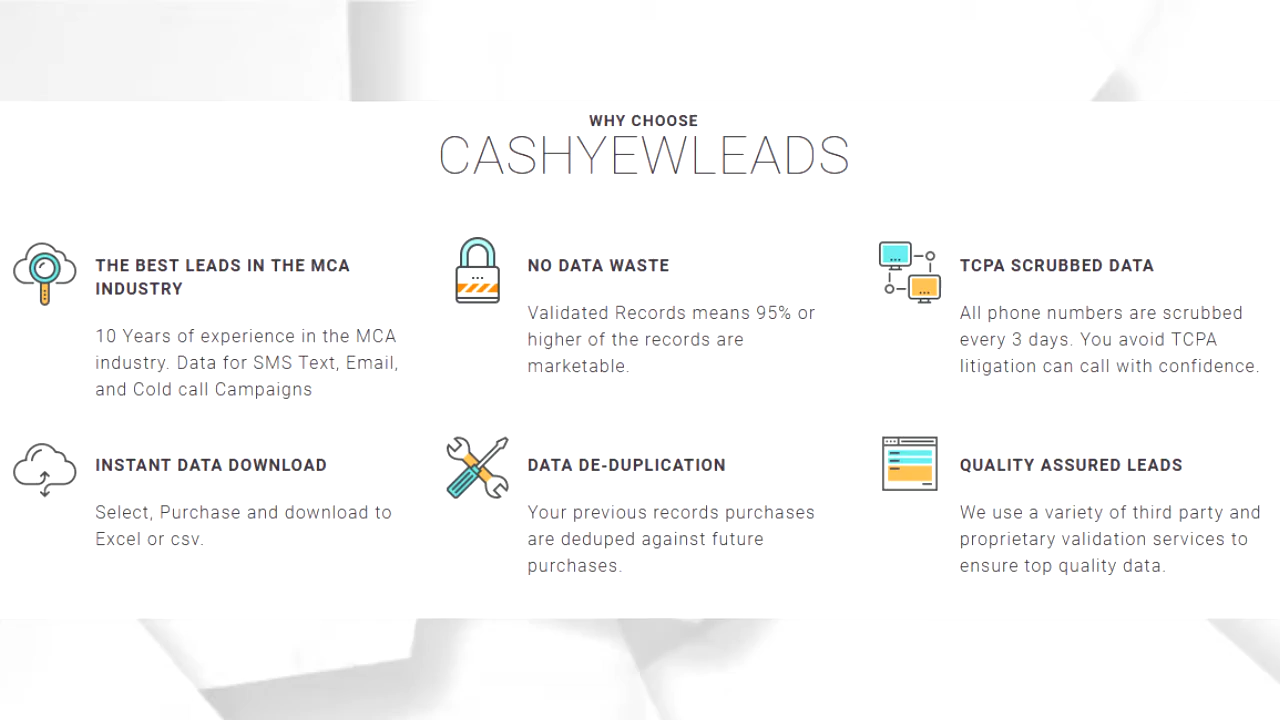 WHY CHOOSE
CASHYEWLEADS
THE BEST LEADS IN THE MCA
INDUSTRY
10 Years of experience in the MCA
industry. Data for SMS Text, Email,
and Cold call Campaigns
NO DATA WASTE
Validated Records means 95% or
higher of the records are
marketable.
TCPA SCRUBBED DATA
All phone numbers are scrubbed
every 3 days. You avoid TCPA
litigation can call with confidence.
INSTANT DATA DOWNLOAD
Select, Purchase and download to
Excel or csv.
DATA DE-DUPLICATION
Your previous records purchases
are deduped against future
purchases.
QUALITY ASSURED LEADS
We use a variety of third party and
proprietary validation services to
ensure top quality data.